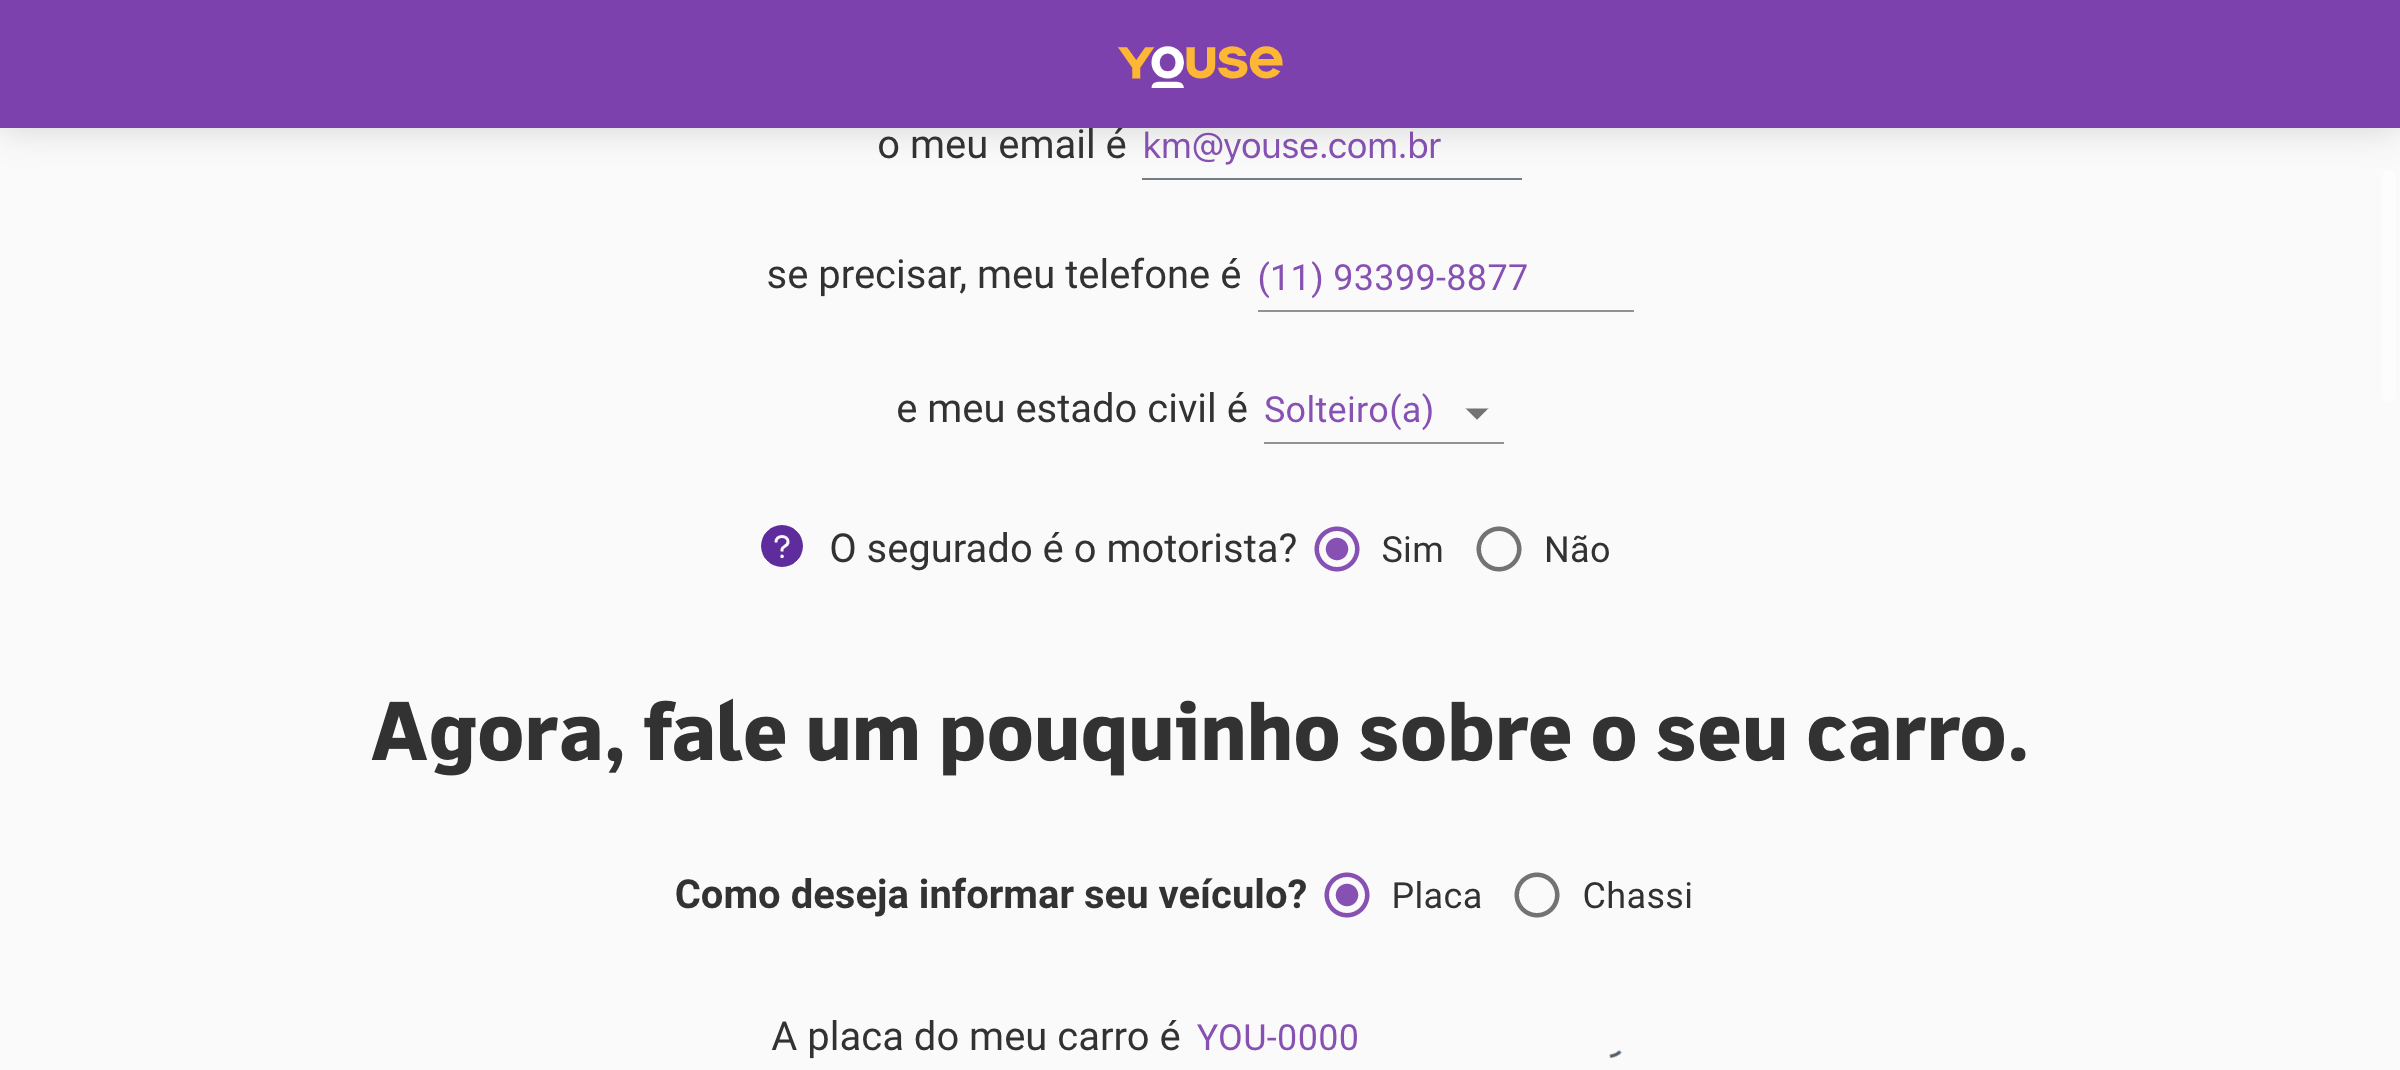 Youse
o meu email é km@youse.com.br
se precisar, meu telefone é (11) 93399-8877
e meu estado civil é Solteiro(a)
? O segurado é o motorista? Sim Não
Agora, fale um pouquinho sobre o seu carro.
Como deseja informar seu veículo? Placa Chassi
A placa do meu carro é YOU-0000